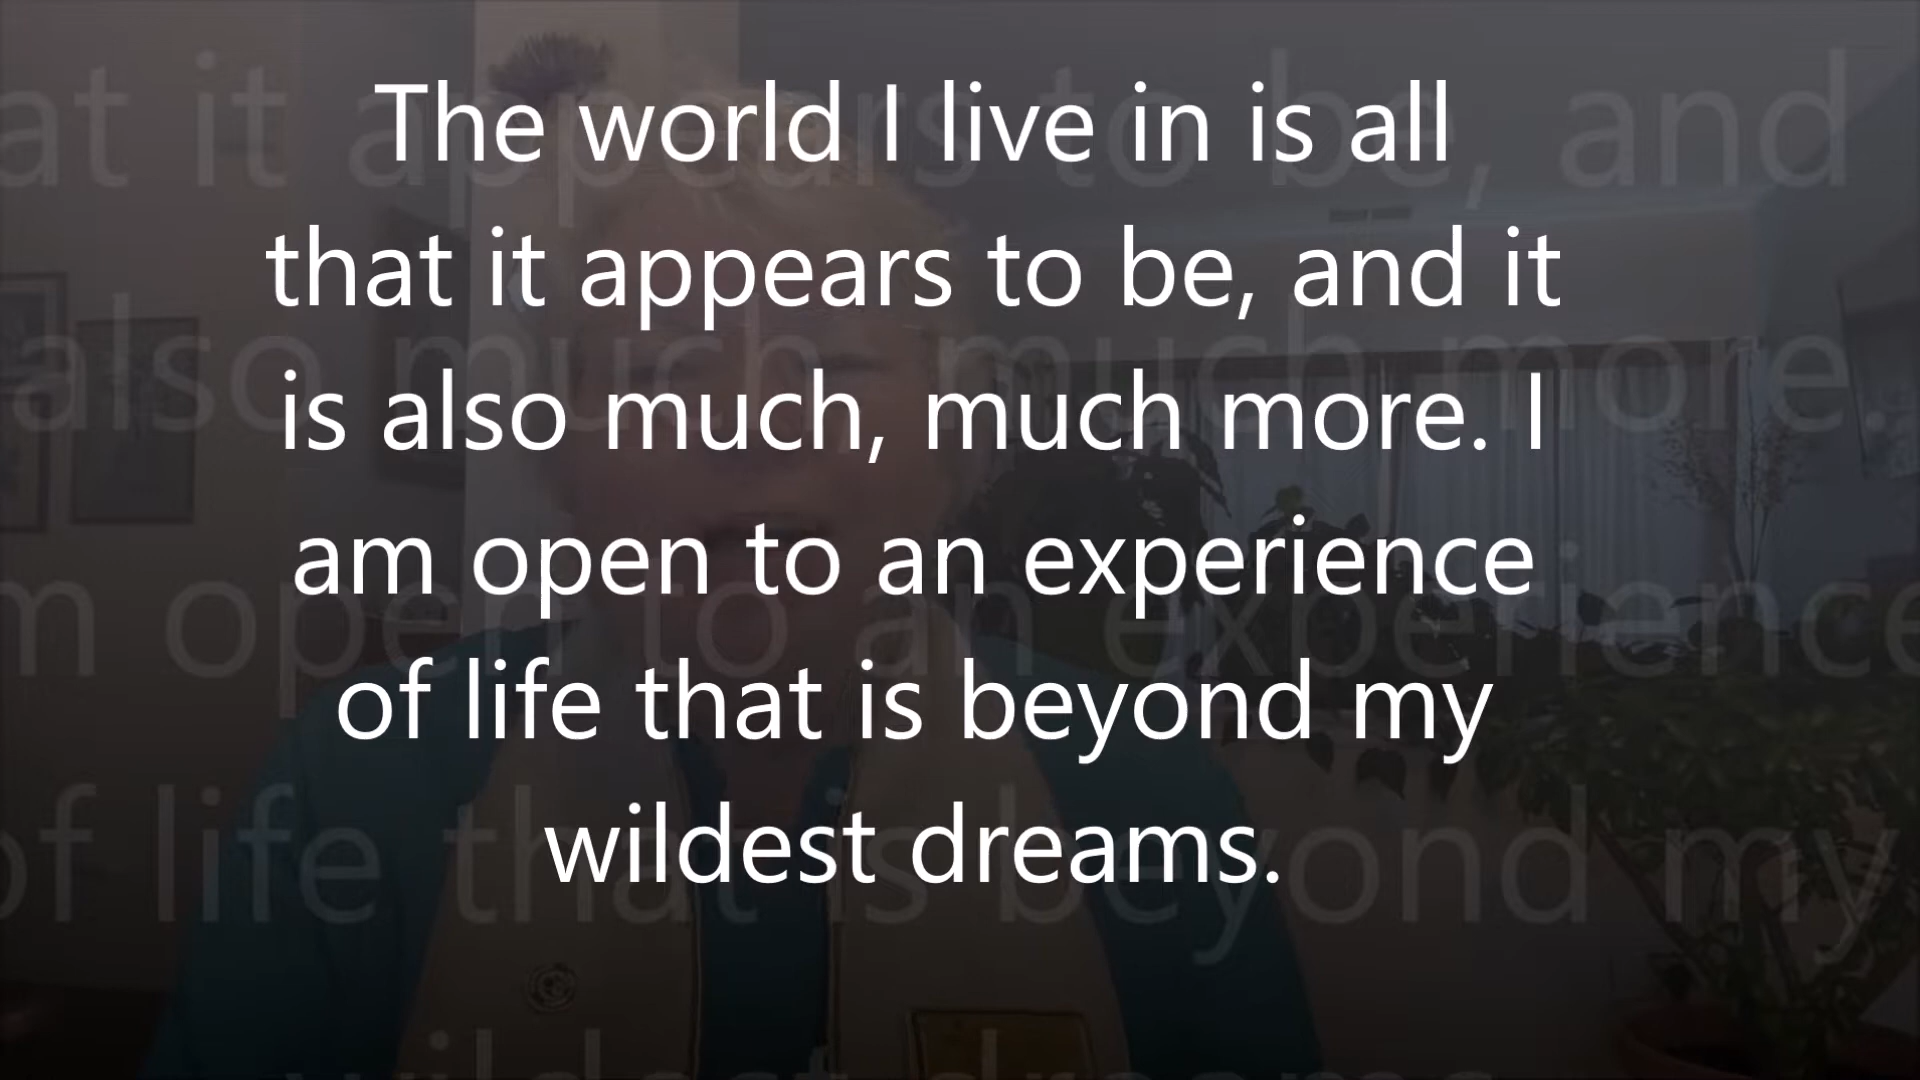 The world I live in is all
that it appears to be, and it
is also much, much more. I
am open to an experience
of life that is beyond my
wildest dreams.